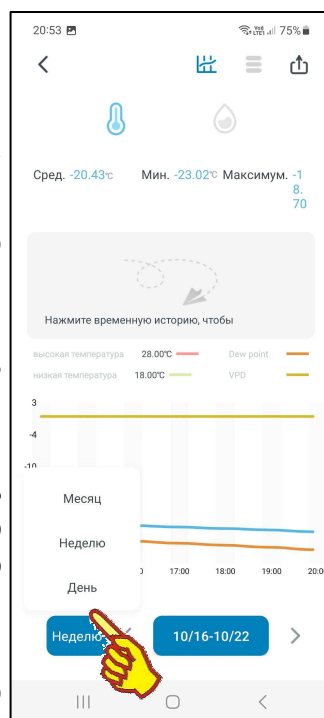 20:53 75%
Сред. -20.43℃ Мин. -23.02℃ Максимум. -1
8.
70
Нажмите временную историю, чтобы
высокая температура 28.00℃ Dew point
низкая температура 18.00℃ VPD
3
-4
-10
Месяц
Неделю
День
17:00 18:00 19:00 20:0
Неделю 10/16-10/22